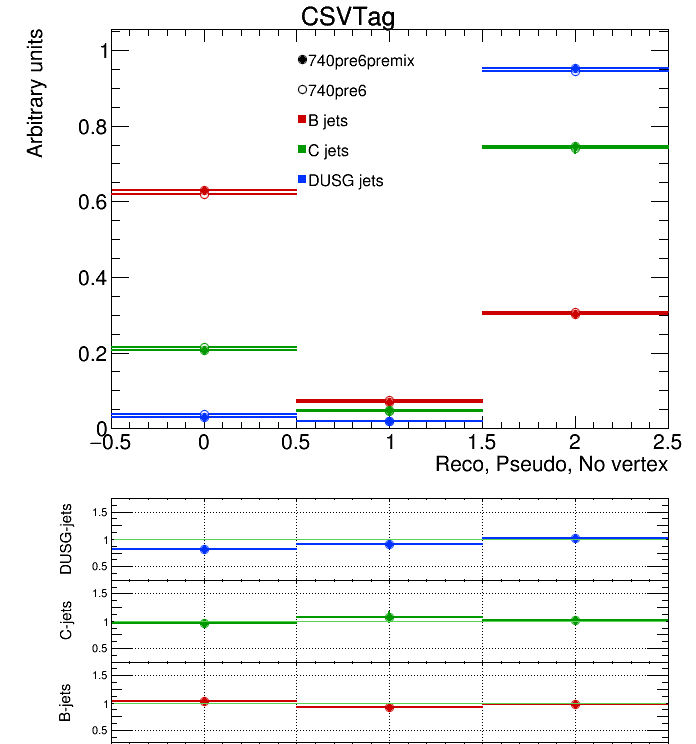 CSVTag
Arbitrary units
1
0.8
0.6
0.4
0.2
0
740pre6premix
740pre6
B jets
C jets
DUSG jets
−0.5 0 0.5 1 1.5 2 2.5
Reco, Pseudo, No vertex
DUSG-jets
1.5
1
0.5
C-jets
1.5
1
0.5
B-jets
1.5
1
0.5